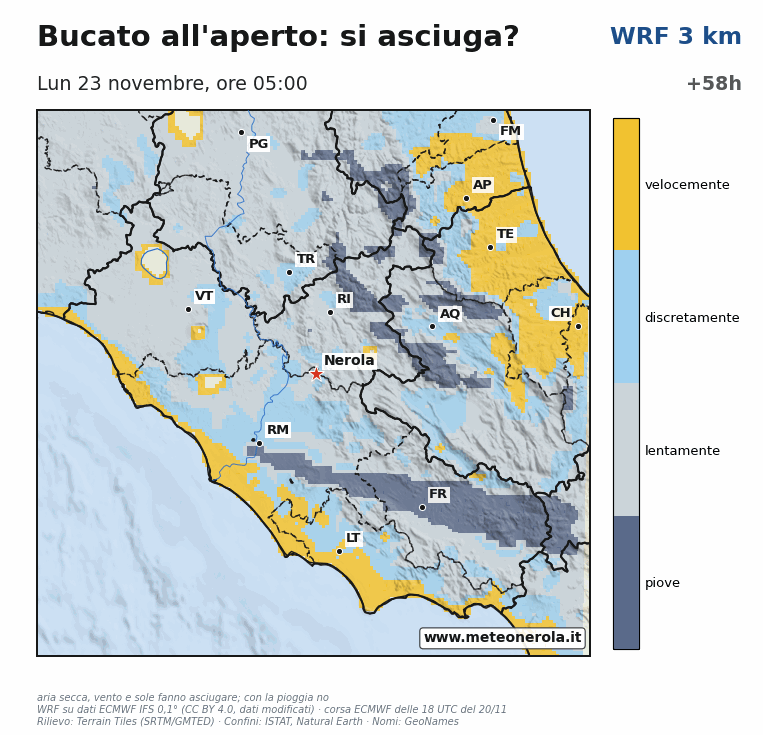 Bucato all'aperto: si asciuga?
WRF 3 km
Lun 23 novembre, ore 05:00
+58h
FM
PG
AP
TE
TR
VT
RI
AQ
CH
Nerola
RM
FR
LT
www.meteonerola.it
velocemente
discretamente
lentamente
piove
aria secca, vento e sole fanno asciugare; con la pioggia no
WRF su dati ECMWF IFS 0,1° (CC BY 4.0, dati modificati) · corsa ECMWF delle 18 UTC del 20/11
Rilievo: Terrain Tiles (SRTM/GMTED) · Confini: ISTAT, Natural Earth · Nomi: GeoNames